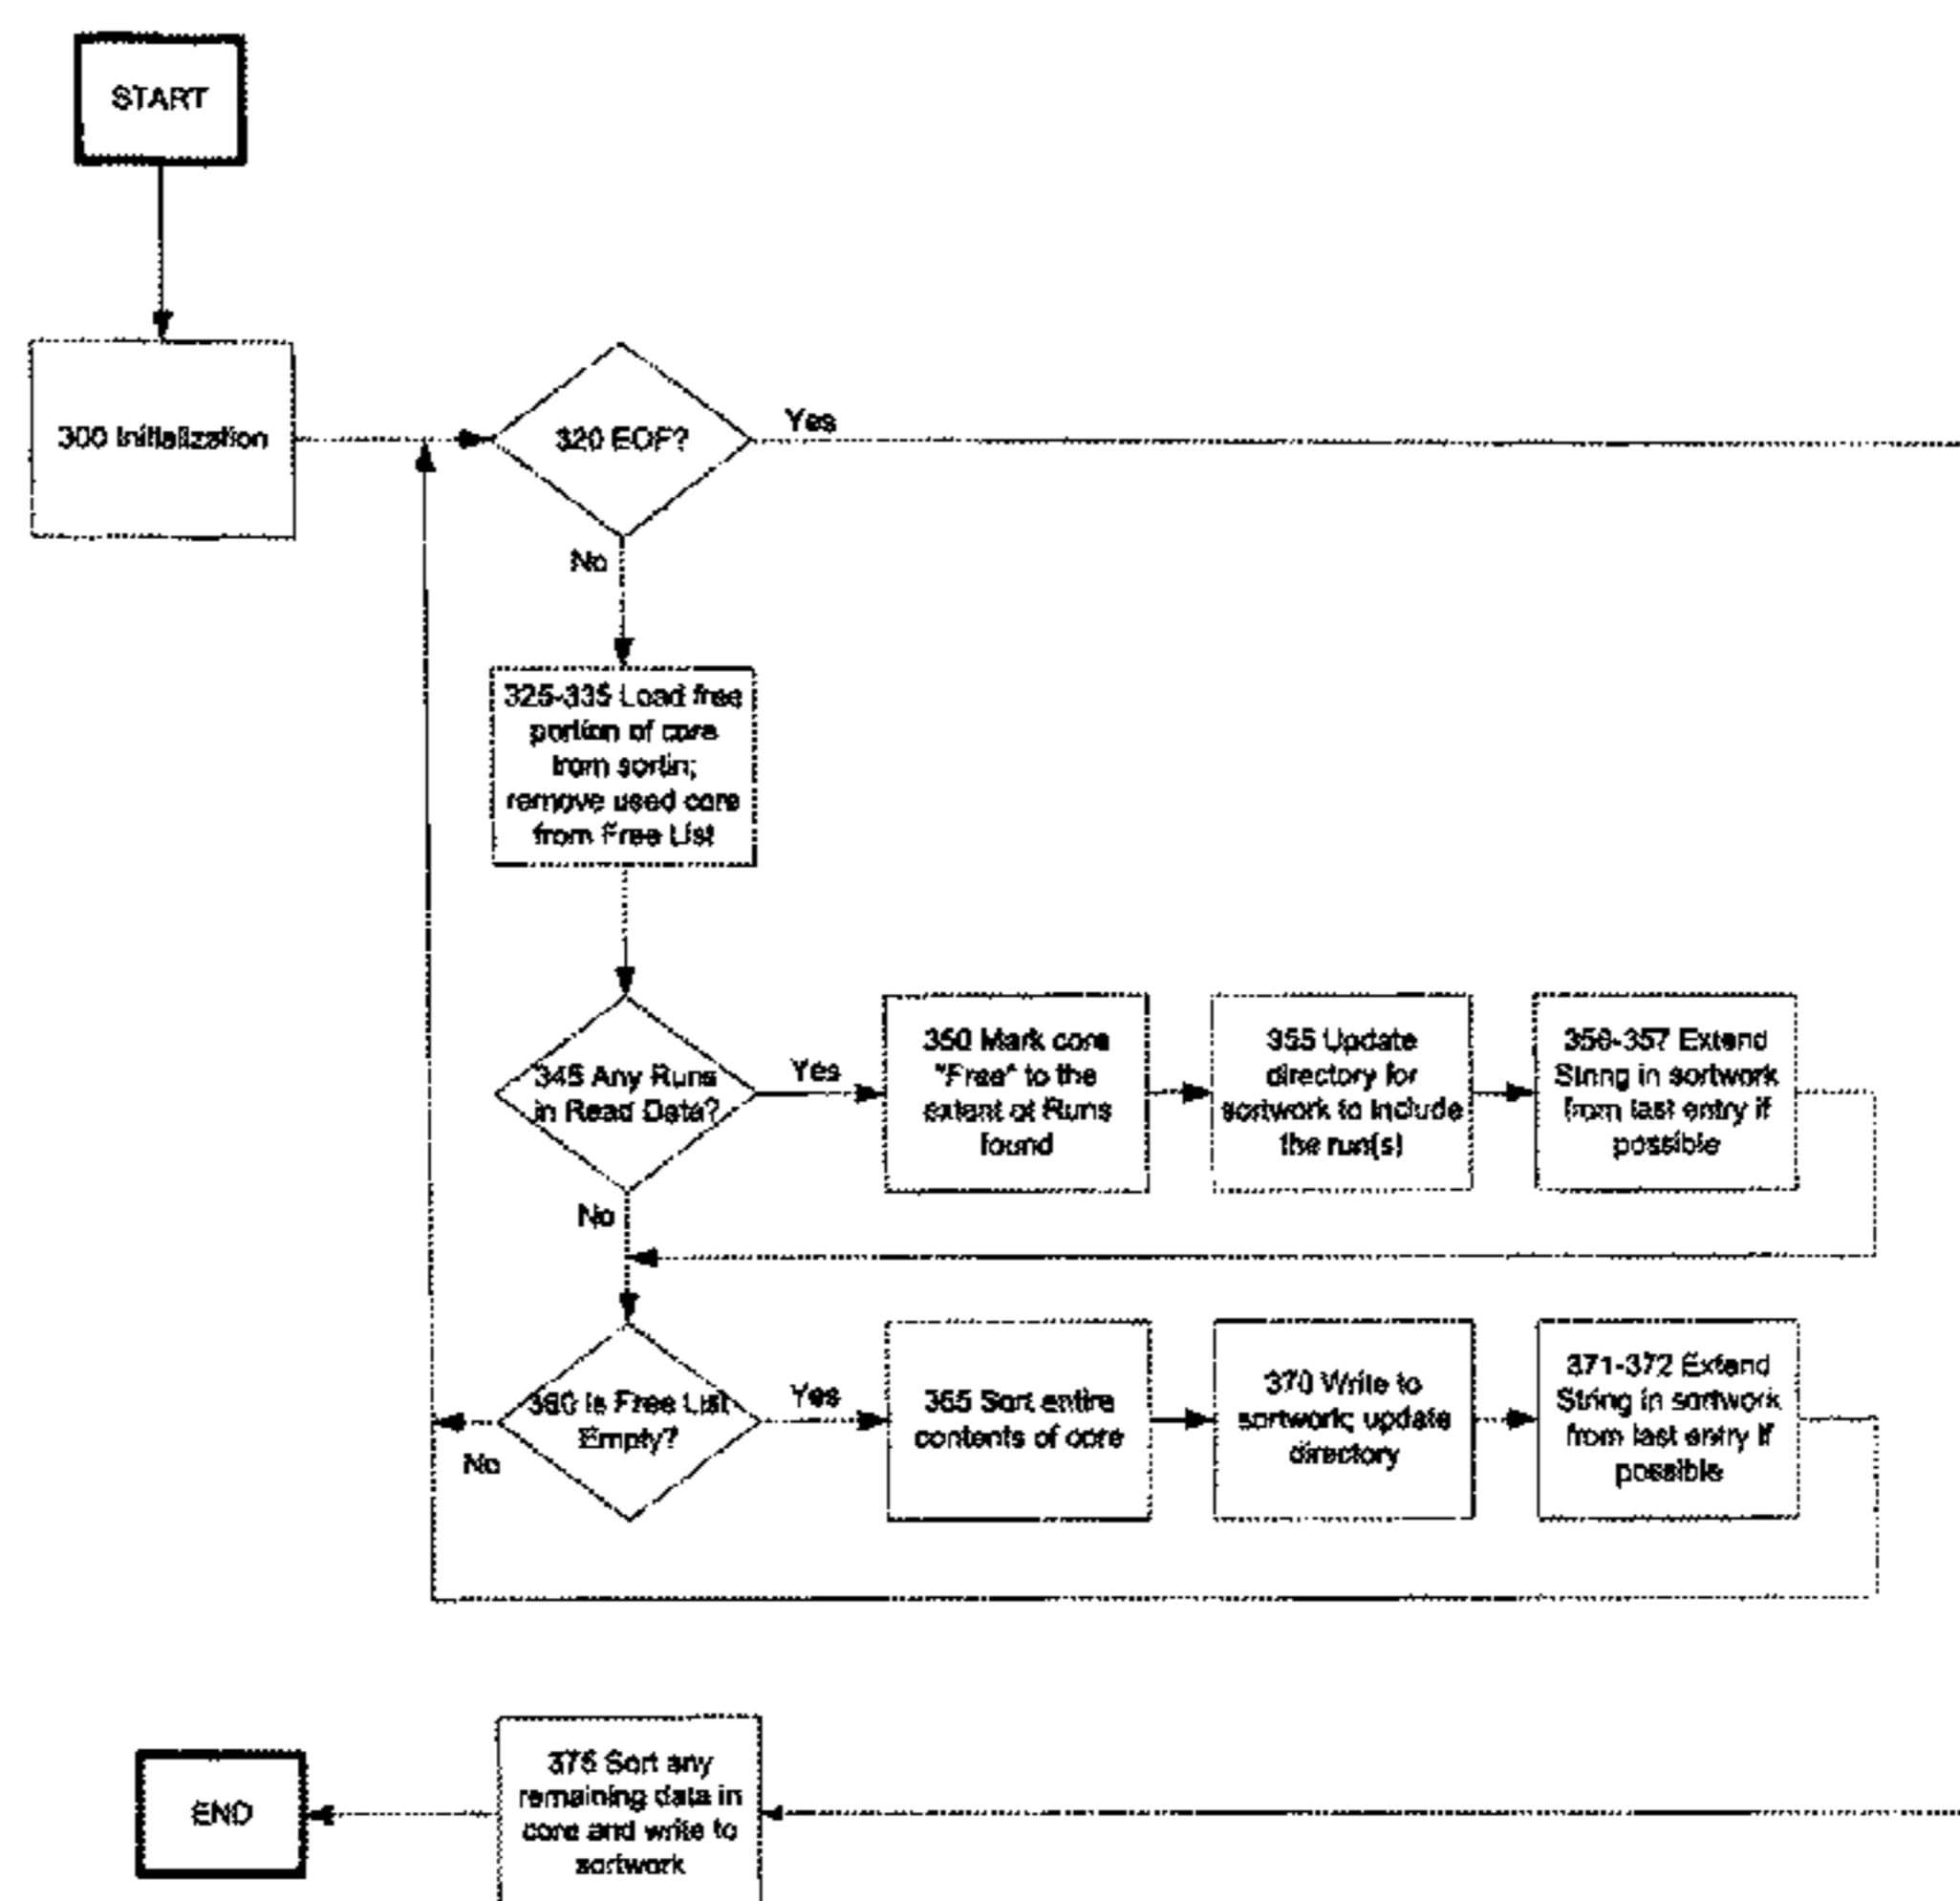 START
300 Initialization
320 EOF?
Yes
No
325-335 Load free
portion of core
from sortin;
remove used core
from Free List
345 Any Runs
in Read Data?
Yes
No
350 Mark core
"Free" to the
extent of Runs
found
355 Update
directory for
sortwork to include
the run(s)
356-357 Extend
String in sortwork
from last entry if
possible
360 Is Free List
Empty?
Yes
No
365 Sort entire
contents of core
370 Write to
sortwork; update
directory
371-372 Extend
String in sortwork
from last entry if
possible
375 Sort any
remaining data in
core and write to
sortwork
END